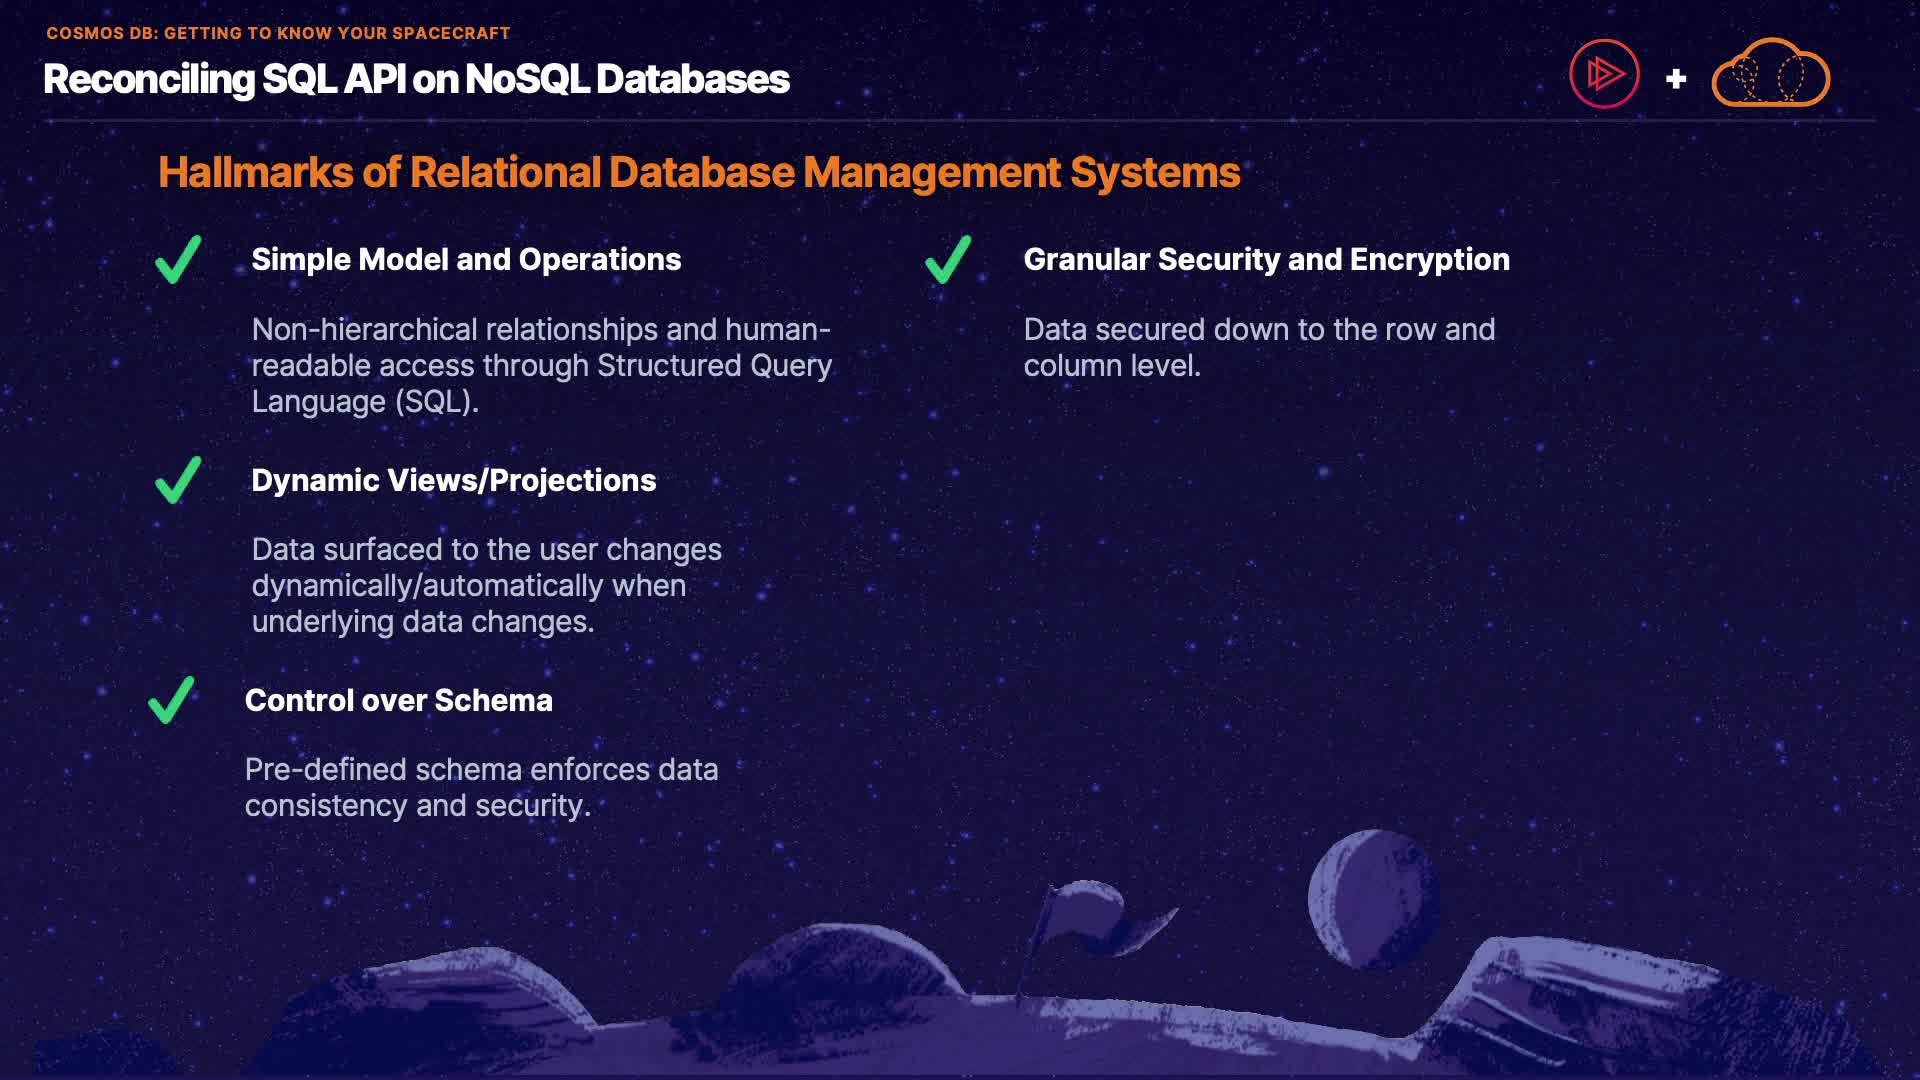 COSMOS DB: GETTING TO KNOW YOUR SPACECRAFT
Reconciling SQL API on NoSQL Databases
Hallmarks of Relational Database Management Systems
Simple Model and Operations
Non-hierarchical relationships and human-
readable access through Structured Query
Language (SQL).
Dynamic Views/Projections
Data surfaced to the user changes
dynamically/automatically when
underlying data changes.
Control over Schema
Pre-defined schema enforces data
consistency and security.
Granular Security and Encryption
Data secured down to the row and
column level.